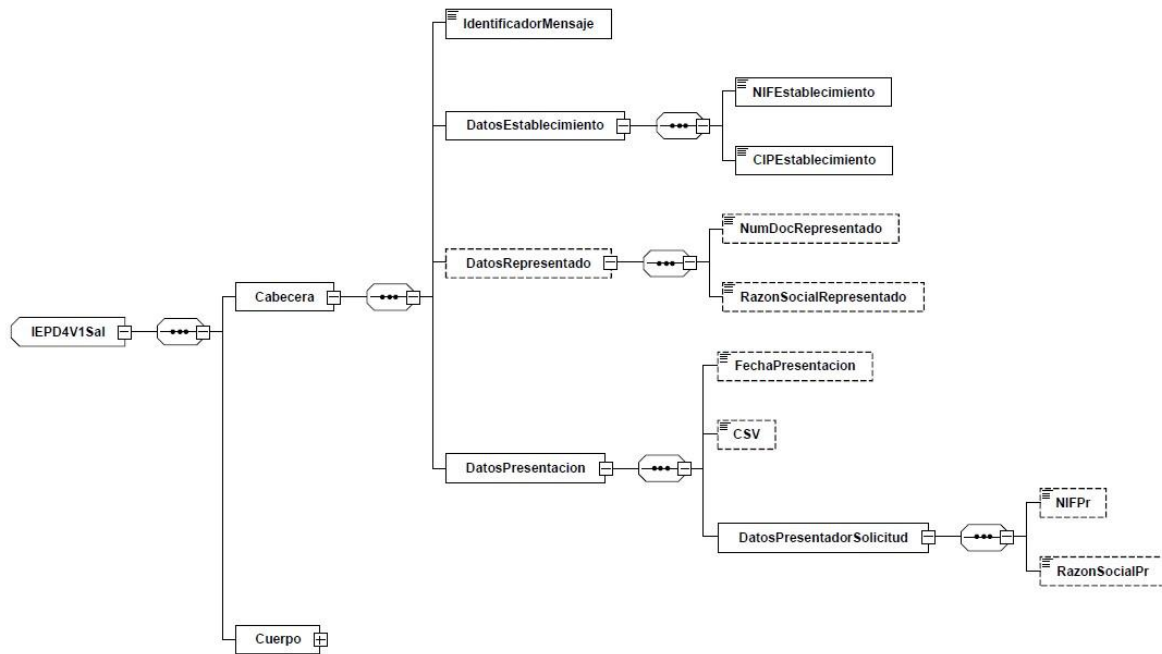 IdentificadorMensaje
NIFEstablecimiento
DatosEstablecimiento
CIPEstablecimiento
NumDocRepresentado
DatosRepresentado
RazonSocialRepresentado
Cabecera
IEPD4V1Sal
FechaPresentacion
CSV
DatosPresentacion
NIFPr
DatosPresentadorSolicitud
RazonSocialPr
Cuerpo